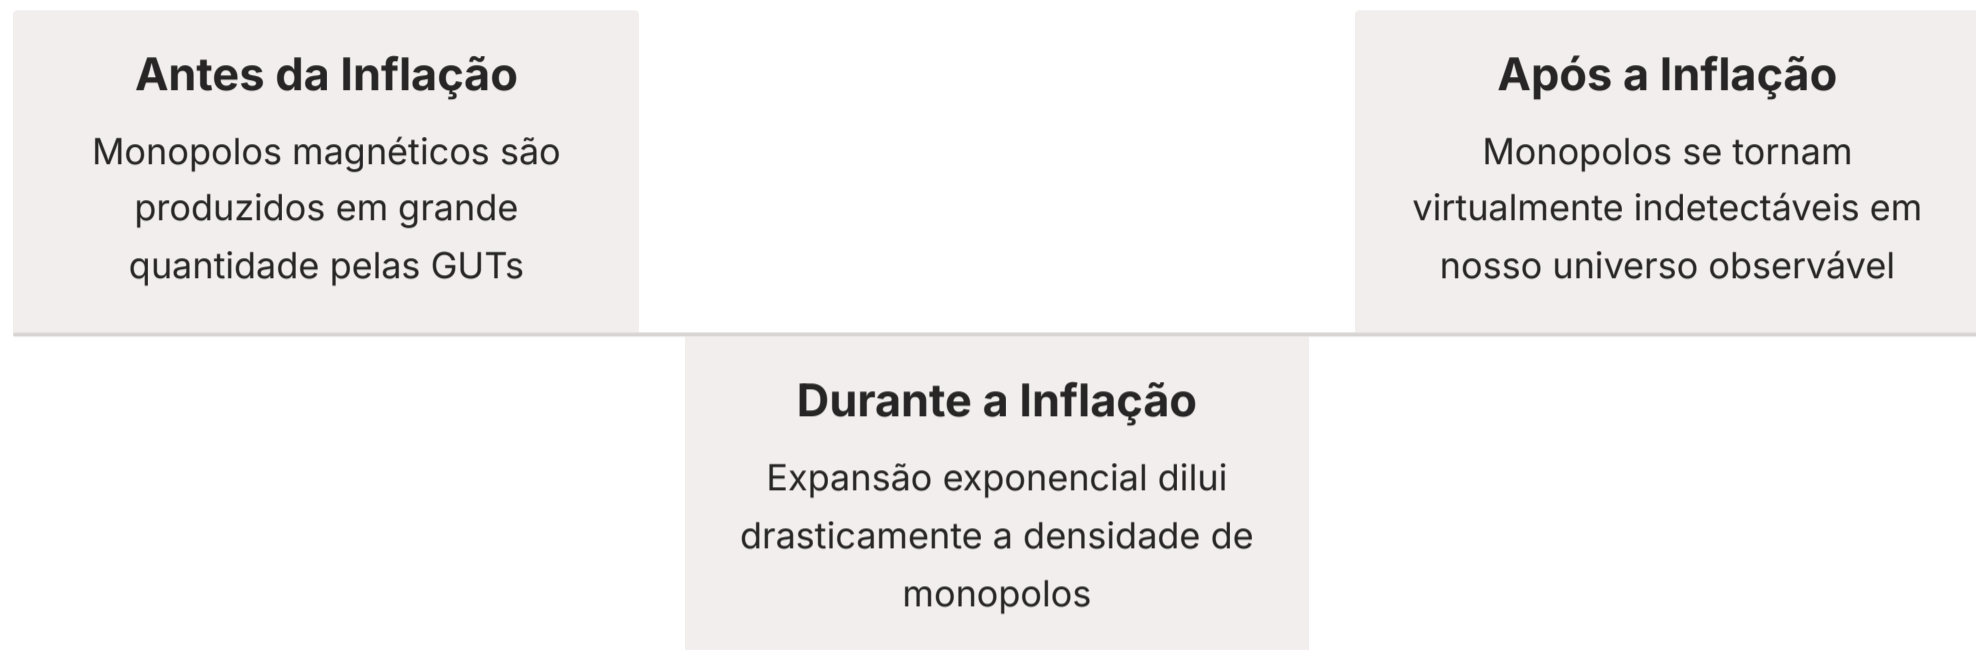 Antes da Inflação
Monopolos magnéticos são
produzidos em grande
quantidade pelas GUTs
Durante a Inflação
Expansão exponencial dilui
drasticamente a densidade de
monopolos
Após a Inflação
Monopolos se tornam
virtualmente indetectáveis em
nosso universo observável